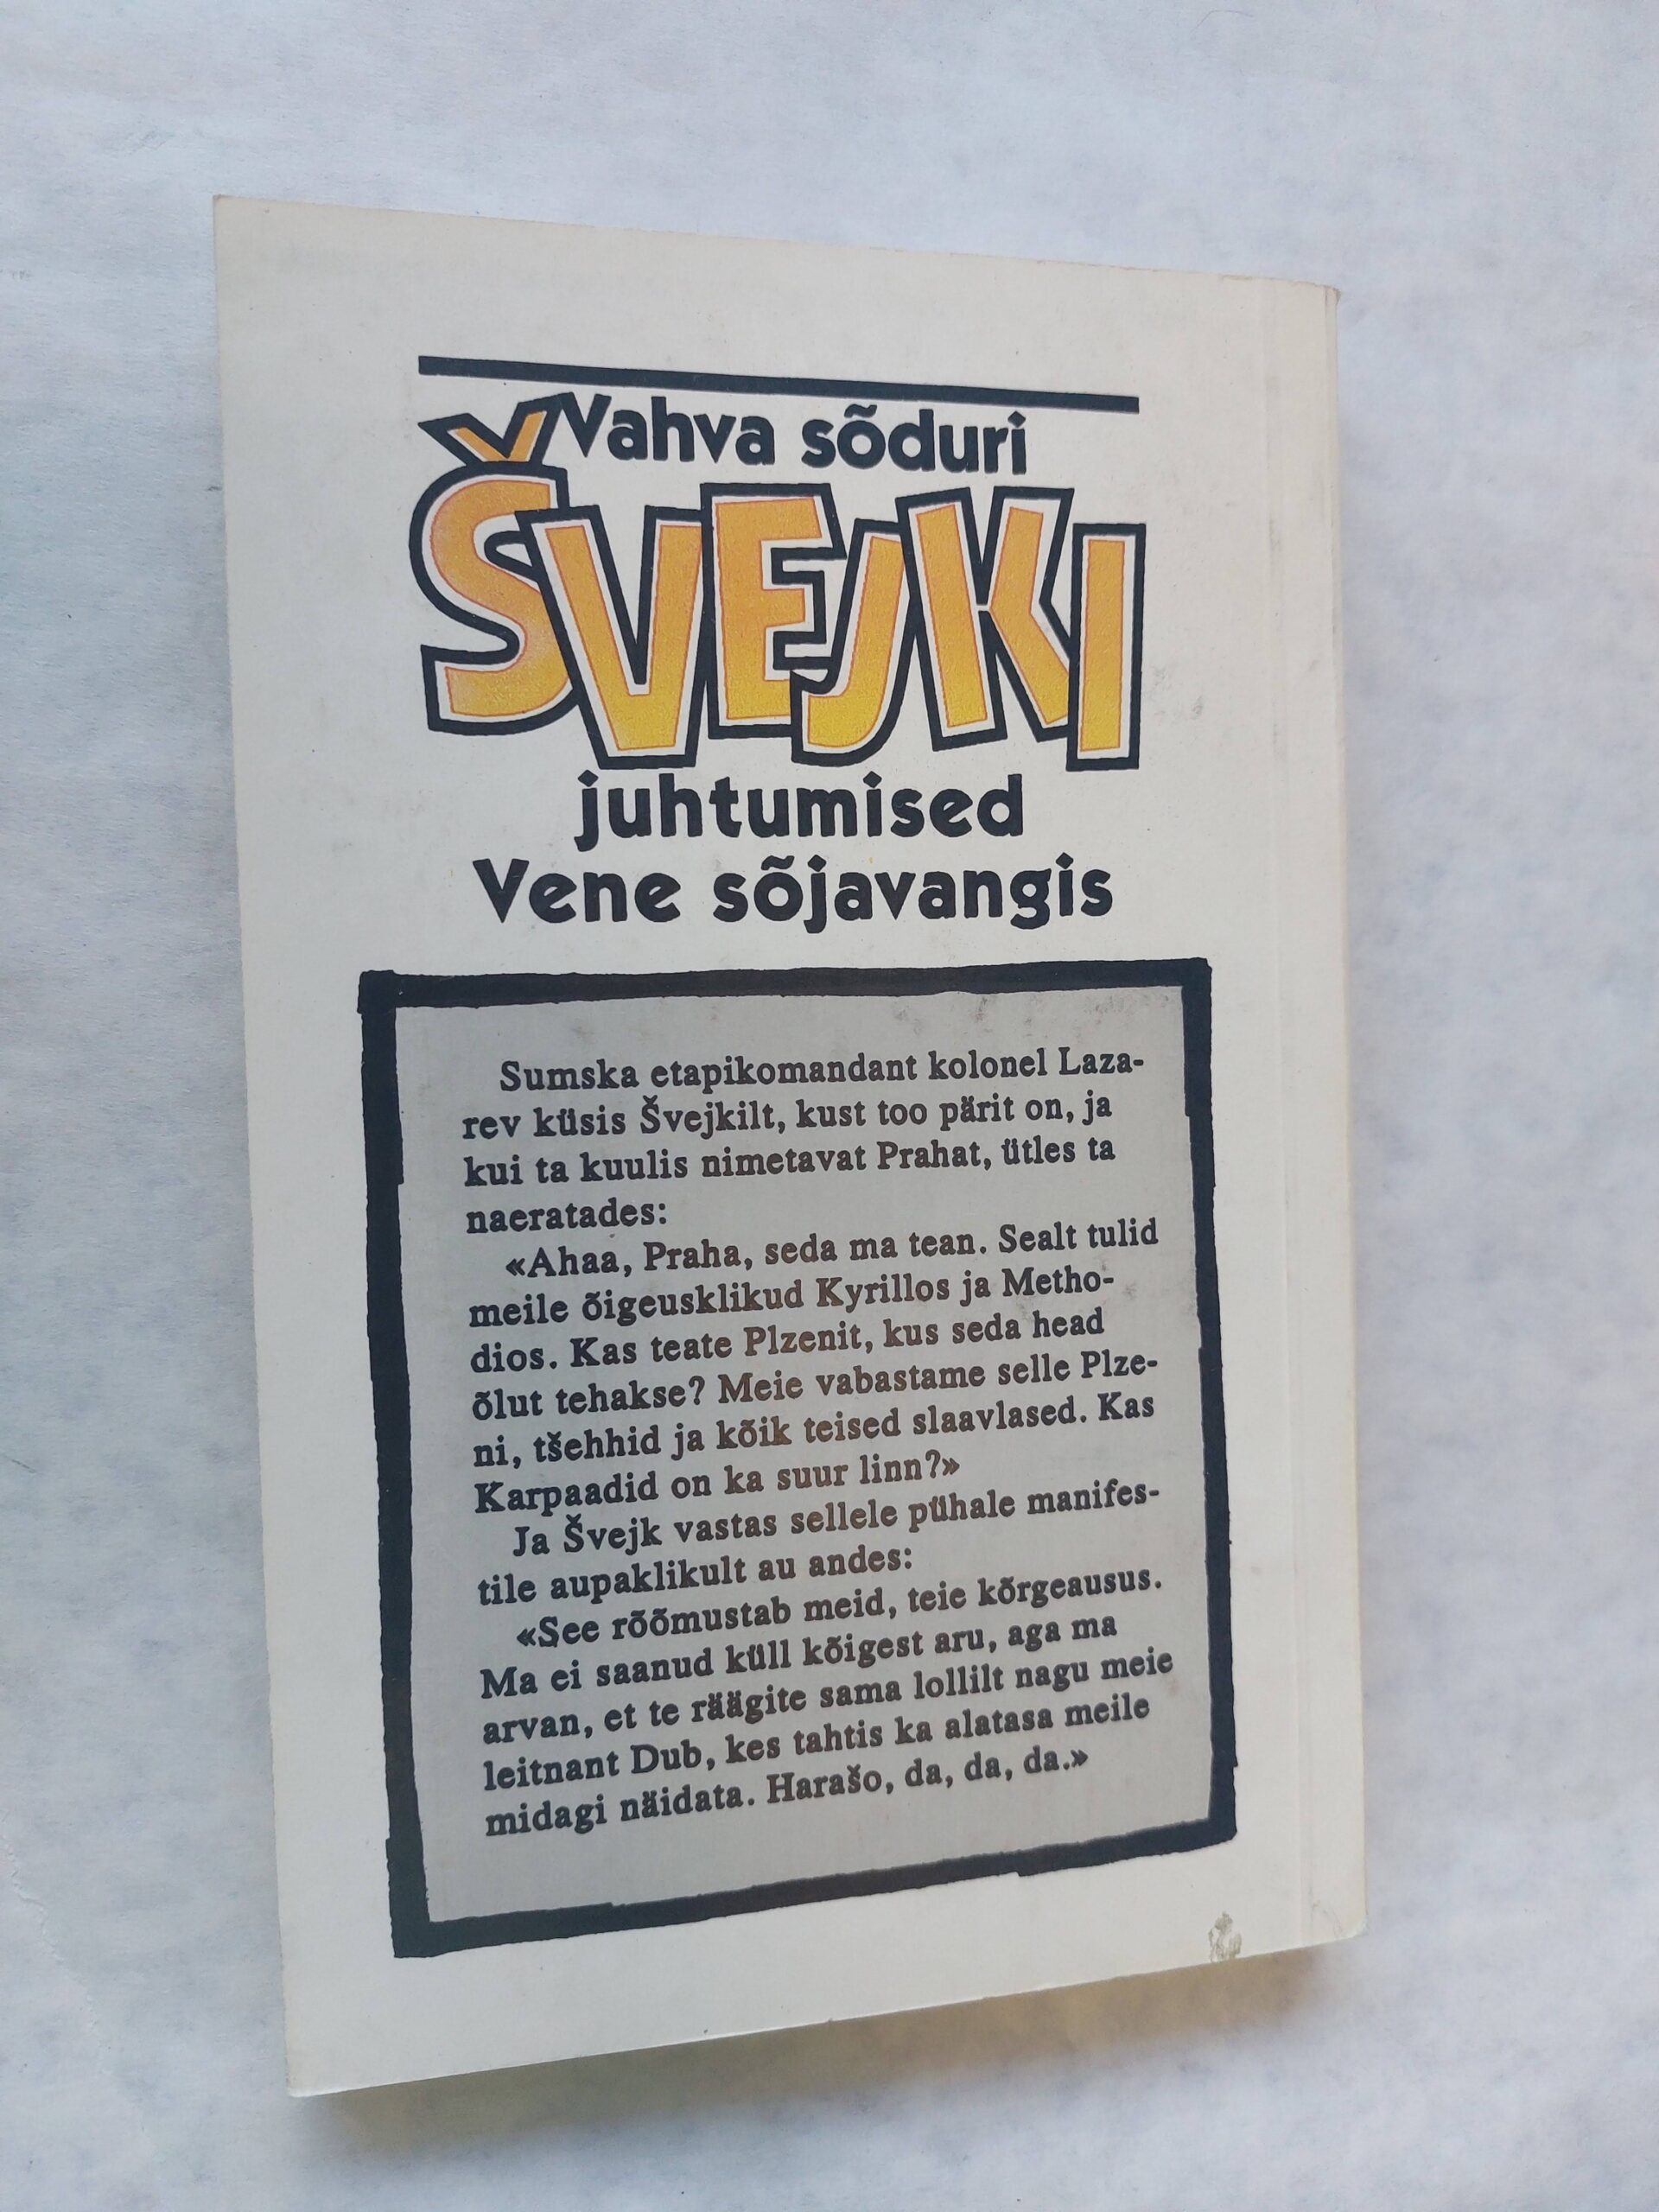 Vahva sõduri
ŠVEJKI
juhtumised
Vene sõjavangis
Sumska etapikomandant kolonel Laza-
rev küsis Švejkilt, kust too pärit on, ja
kui ta kuulis nimetavat Prahat, ütles ta
naeratades:
«Ahaa, Praha, seda ma tean. Sealt tulid
meile õigeusklikud Kyrillos ja Metho-
dios. Kas teate Plzenit, kus seda head
õlut tehakse? Meie vabastame selle Plze-
ni, tšehhid ja kõik teised slaavlased. Kas
Karpaadid on ka suur linn?»
Ja Švejk vastas sellele pühale manifes-
tile aupaklikult au andes:
«See rõõmustab meid, teie kõrgeausus.
Ma ei saanud küll kõigest aru, aga ma
arvan, et te räägite sama lollilt nagu meie
leitnant Dub, kes tahtis ka alatasa meile
midagi näidata. Harašo, da, da, da.»